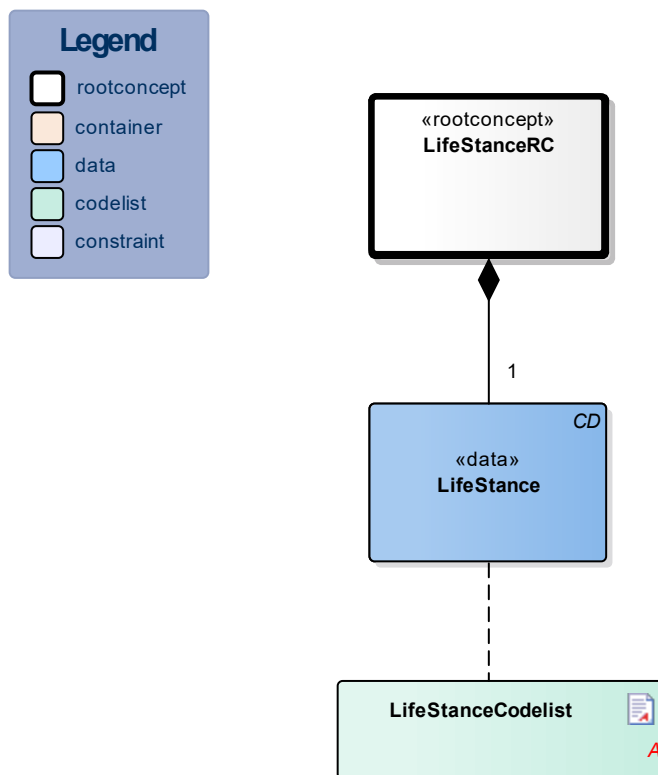 Legend
rootconcept
container
data
codelist
constraint
«rootconcept»
LifeStanceRC
1
CD
«data»
LifeStance
LifeStanceCodelist
A